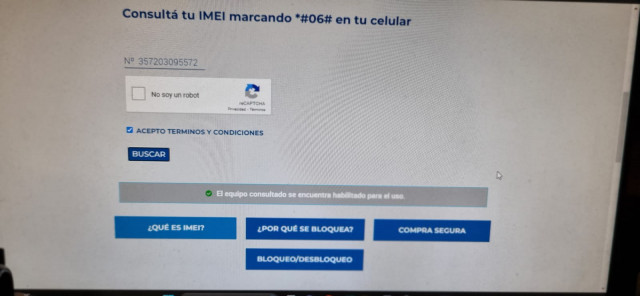 Consultá tu IMEI marcando *#06# en tu celular
Nº 357203095572
No soy un robot
reCAPTCHA
Privacidad - Términos
ACEPTO TERMINOS Y CONDICIONES
BUSCAR
El equipo consultado se encuentra habilitado para el uso.
¿QUÉ ES IMEI?
¿POR QUÉ SE BLOQUEA?
COMPRA SEGURA
BLOQUEO/DESBLOQUEO